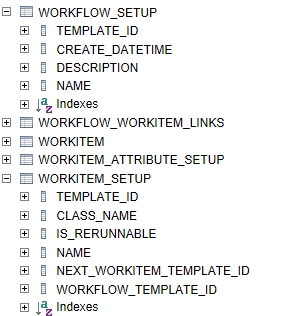 WORKFLOW_SETUP
TEMPLATE_ID
CREATE_DATETIME
DESCRIPTION
NAME
Indexes
WORKFLOW_WORKITEM_LINKS
WORKITEM
WORKITEM_ATTRIBUTE_SETUP
WORKITEM_SETUP
TEMPLATE_ID
CLASS_NAME
IS_RERUNNABLE
NAME
NEXT_WORKITEM_TEMPLATE_ID
WORKFLOW_TEMPLATE_ID
Indexes